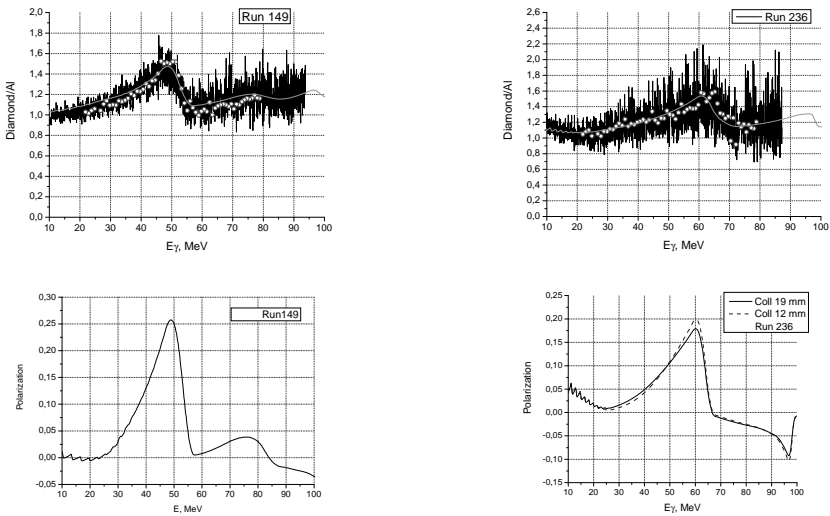 Run 149
2,0
1,8
1,6
1,4
1,2
1,0
0,8
0,6
0,4
0,2
0,0
Diamond/Al
10 20 30 40 50 60 70 80 90 100
Eγ, MeV
Run 236
2,6
2,4
2,2
2,0
1,8
1,6
1,4
1,2
1,0
0,8
0,6
0,4
0,2
0,0
Diamond/Al
10 20 30 40 50 60 70 80 90 100
Eγ, MeV
Run149
0,30
0,25
0,20
0,15
0,10
0,05
0,00
-0,05
Polarization
10 20 30 40 50 60 70 80 90 100
E, MeV
Coll 19 mm
Coll 12 mm
Run 236
0,25
0,20
0,15
0,10
0,05
0,00
-0,05
-0,10
-0,15
Polarization
10 20 30 40 50 60 70 80 90 100
Eγ, MeV